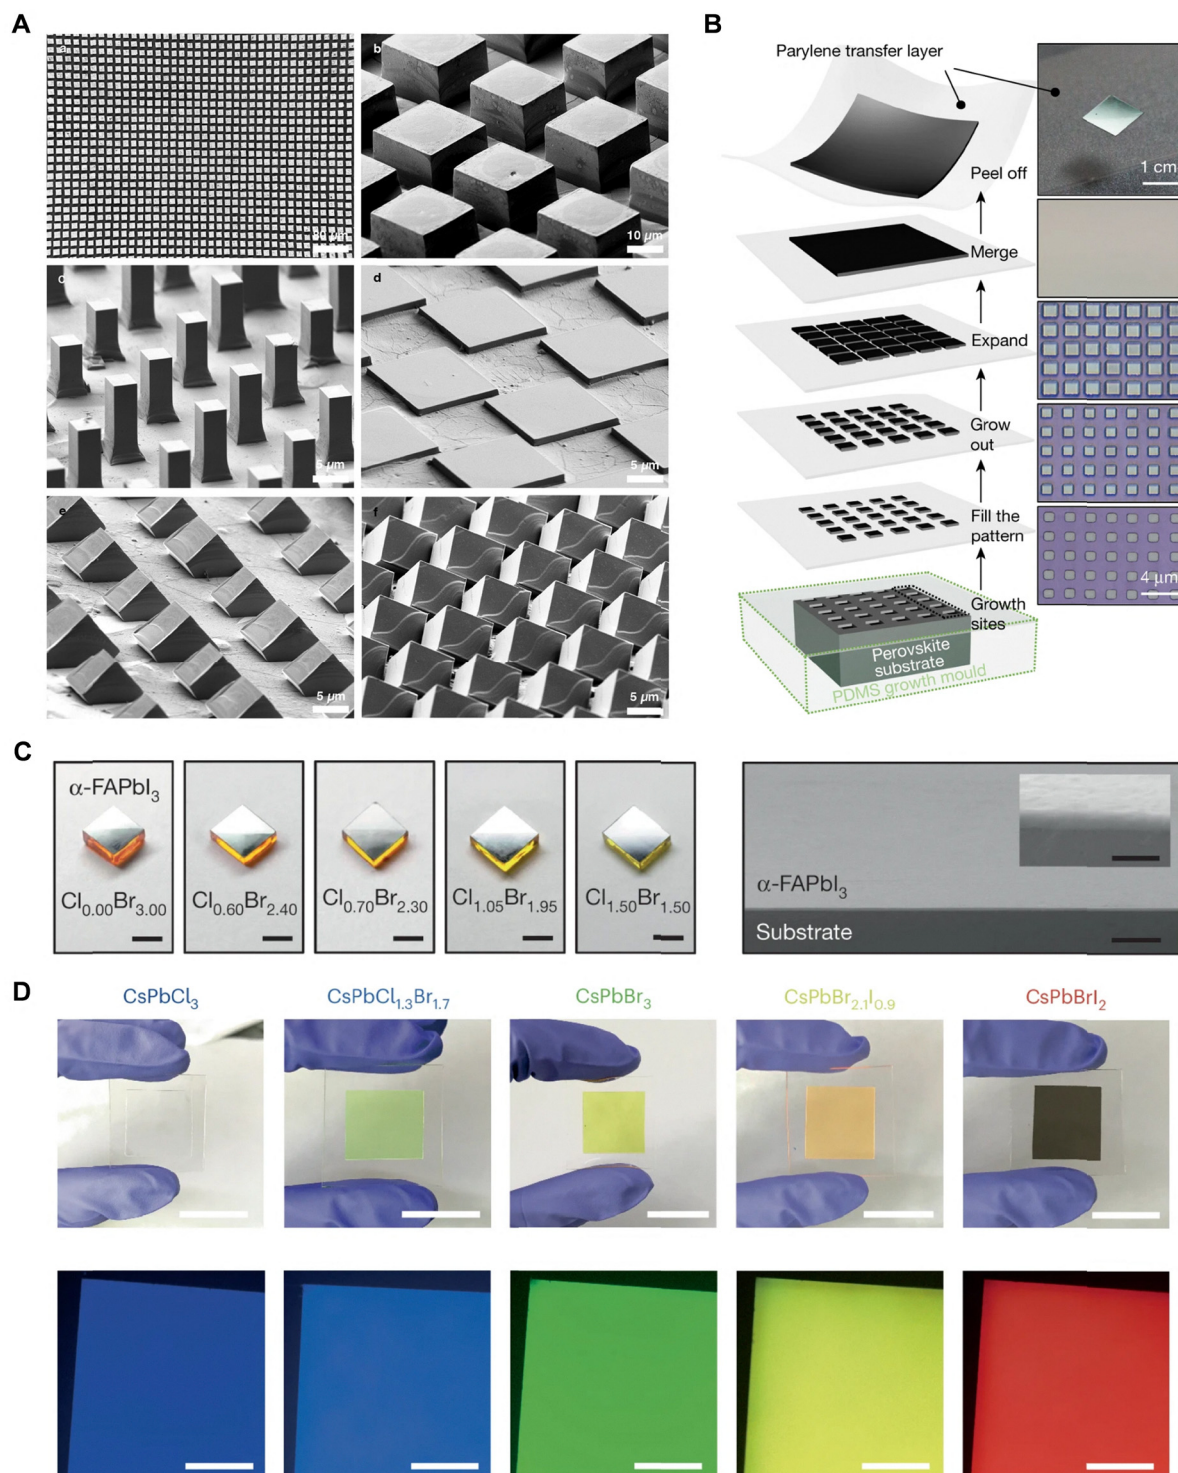 A
a
80 µm
b
10 µm
c
5 µm
d
5 µm
e
5 µm
f
5 µm
B
Parylene transfer layer
Peel off
Merge
Expand
Grow
out
Fill the
pattern
Growth
sites
Perovskite
substrate
PDMS growth mould
1 cm
4 µm
C
α-FAPbI₃
Cl₀.₀₀Br₃.₀₀
Cl₀.₆₀Br₂.₄₀
Cl₀.₇₀Br₂.₃₀
Cl₁.₀₅Br₁.₉₅
Cl₁.₅₀Br₁.₅₀
α-FAPbI₃
Substrate
D
CsPbCl₃
CsPbCl₁.₃Br₁.₇
CsPbBr₃
CsPbBr₂.₁I₀.₉
CsPbBrI₂